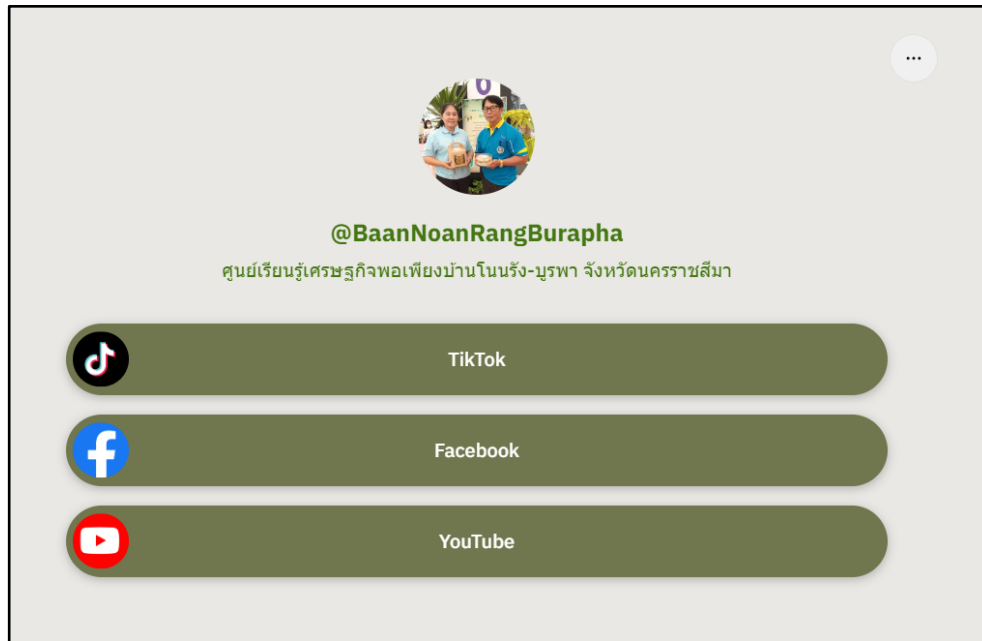 @BaanNoanRangBurapha
ศูนย์เรียนรู้เศรษฐกิจพอเพียงบ้านโนนรัง-บูรพา จังหวัดนครราชสีมา
TikTok
Facebook
YouTube